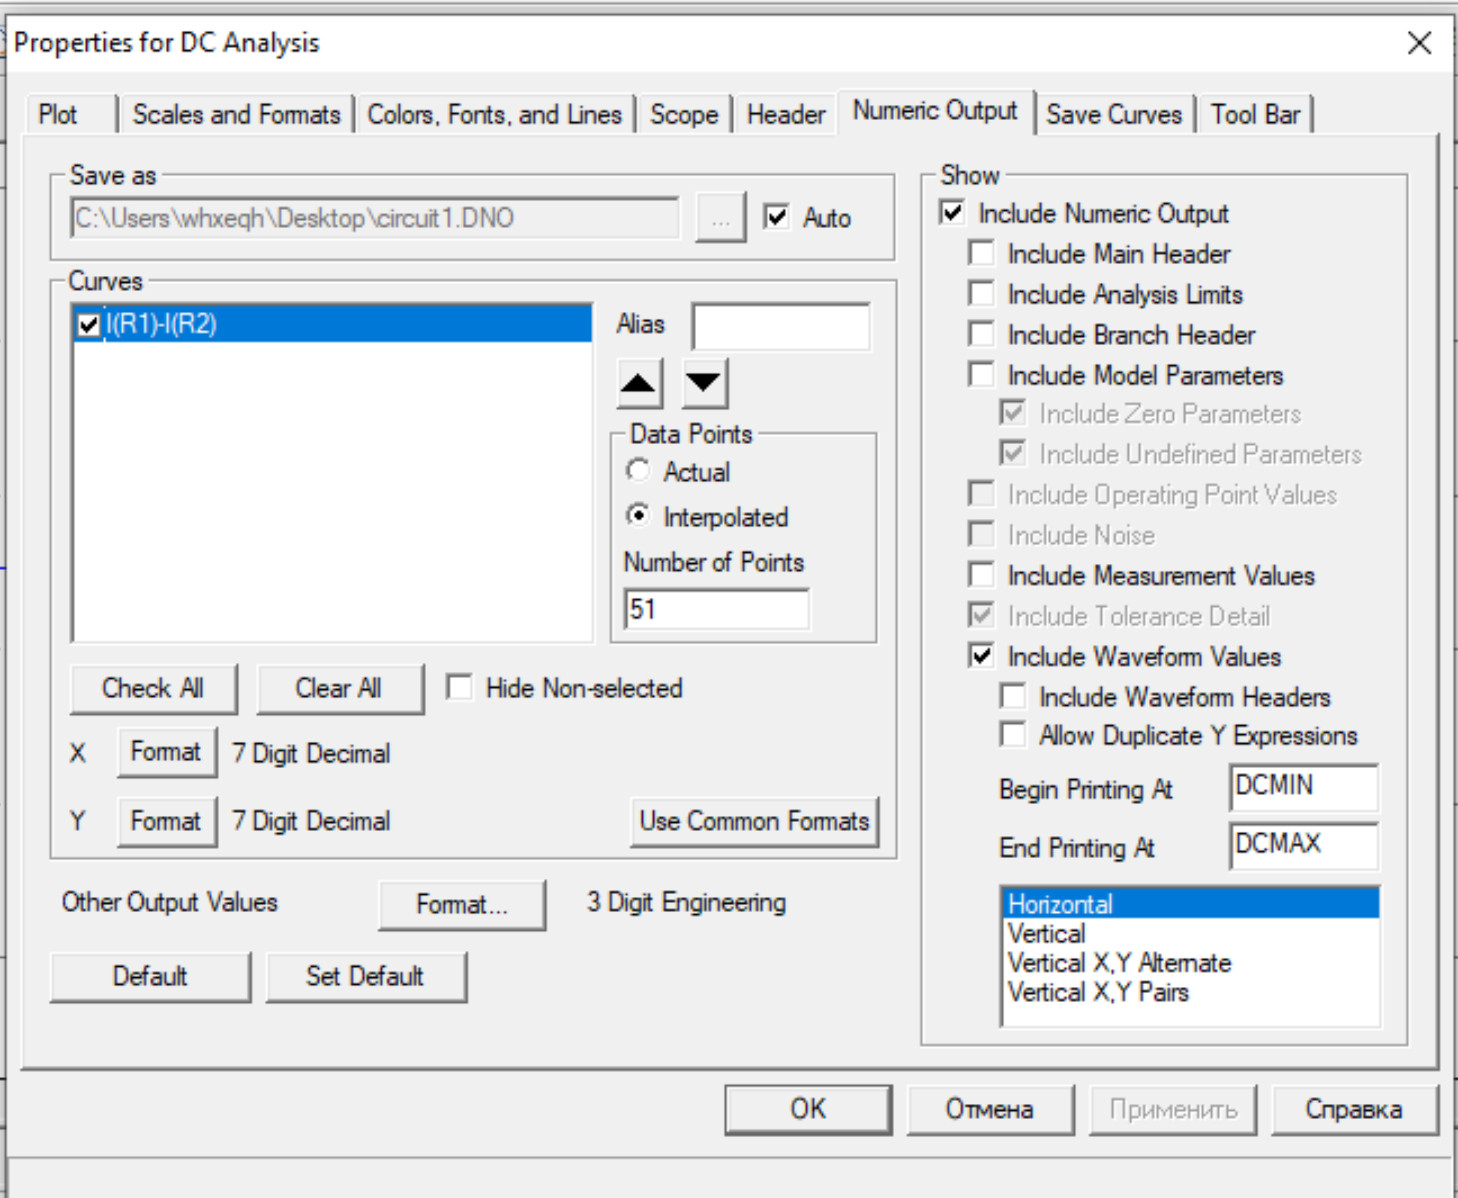 Properties for DC Analysis
Plot Scales and Formats Colors, Fonts, and Lines Scope Header Numeric Output Save Curves Tool Bar
Save as
C:\Users\whxeqh\Desktop\circuit1.DNO ... Auto
Curves
I(R1)-I(R2)
Alias
Data Points
Actual
Interpolated
Number of Points
51
Check All Clear All Hide Non-selected
X Format 7 Digit Decimal
Y Format 7 Digit Decimal Use Common Formats
Other Output Values Format... 3 Digit Engineering
Default Set Default
Show
Include Numeric Output
Include Main Header
Include Analysis Limits
Include Branch Header
Include Model Parameters
Include Zero Parameters
Include Undefined Parameters
Include Operating Point Values
Include Noise
Include Measurement Values
Include Tolerance Detail
Include Waveform Values
Include Waveform Headers
Allow Duplicate Y Expressions
Begin Printing At DCMIN
End Printing At DCMAX
Horizontal
Vertical
Vertical X,Y Alternate
Vertical X,Y Pairs
OK Отмена Применить Справка